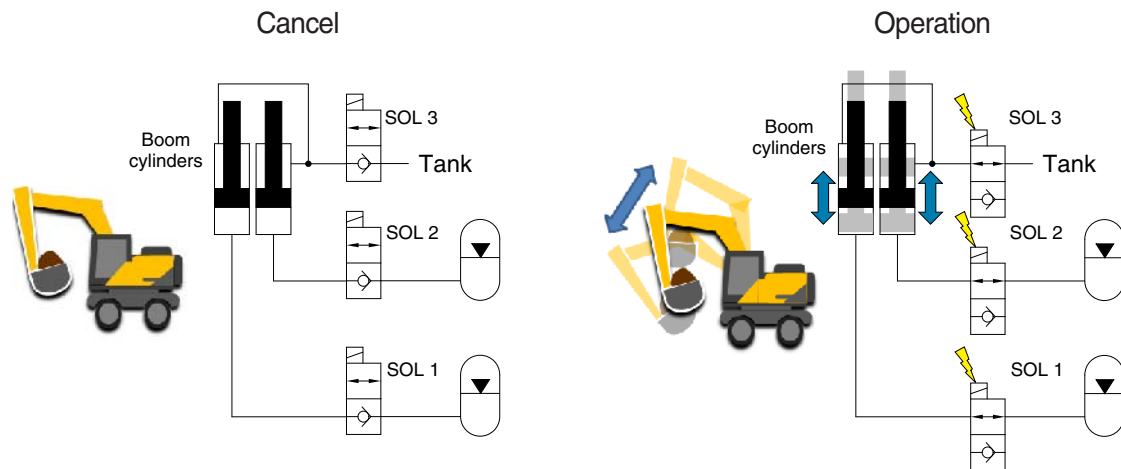 Cancel
SOL 3
Boom
cylinders
Tank
SOL 2
SOL 1
Operation
SOL 3
Boom
cylinders
Tank
SOL 2
SOL 1